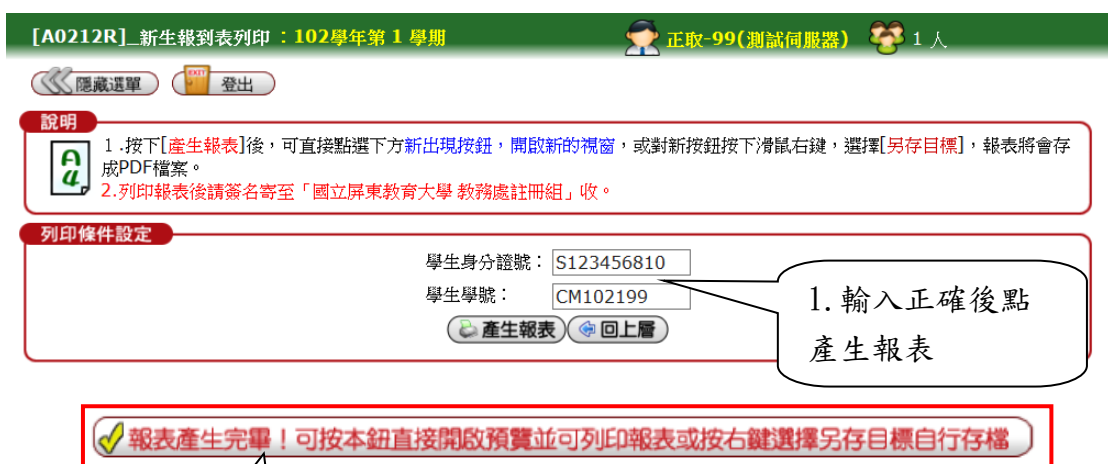 [A0212R]_新生報到表列印：102學年第 1 學期 正取-99(測試伺服器) 1 人
隱藏選單 EXIT 登出
說明
1 .按下[產生報表]後，可直接點選下方新出現按鈕，開啟新的視窗，或對新按鈕按下滑鼠右鍵，選擇[另存目標]，報表將會存
成PDF檔案。
2.列印報表後請簽名寄至「國立屏東教育大學 教務處註冊組」收。
列印條件設定
學生身分證號： S123456810
學生學號： CM102199
產生報表 回上層
1.輸入正確後點
產生報表
報表產生完畢！可按本鈕直接開啟預覽並可列印報表或按右鍵選擇另存目標自行存檔